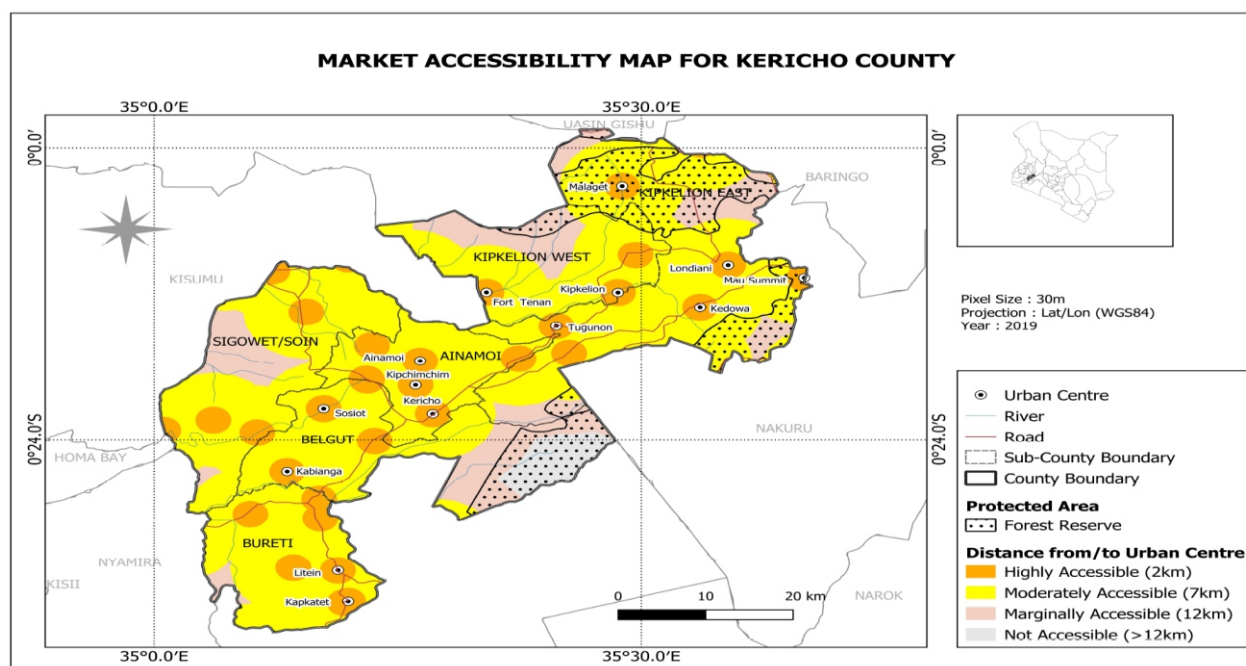 MARKET ACCESSIBILITY MAP FOR KERICHO COUNTY
35°0.0'E
35°30.0'E
UASIN GISHU
0°0.0'
0°0.0'
BARINGO
Malaget
KIPKELION EAST
KISUMU
KIPKELION WEST
Londiani
Mau Summit
Fort Tenan
Kipkelion
Kedowa
Tugunon
SIGOWET/SOIN
Ainamoi
AINAMOI
Kipchimchim
Kericho
Sosiot
0°24.0'S
BELGUT
NAKURU
0°24.0'S
HOMA BAY
Kabianga
BURETI
NYAMIRA
KISII
Litein
Kapkatet
NAROK
0 10 20 km
35°0.0'E
35°30.0'E
Pixel Size : 30m
Projection : Lat/Lon (WGS84)
Year : 2019
Urban Centre
River
Road
Sub-County Boundary
County Boundary
Protected Area
Forest Reserve
Distance from/to Urban Centre
Highly Accessible (2km)
Moderately Accessible (7km)
Marginally Accessible (12km)
Not Accessible (>12km)